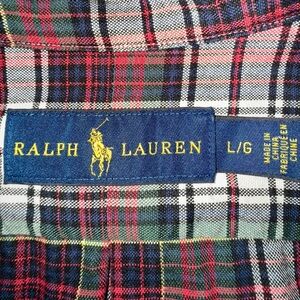 RALPH LAUREN
L/G
MADE IN
CHINA
FABRIQUÉ EN
CHINE